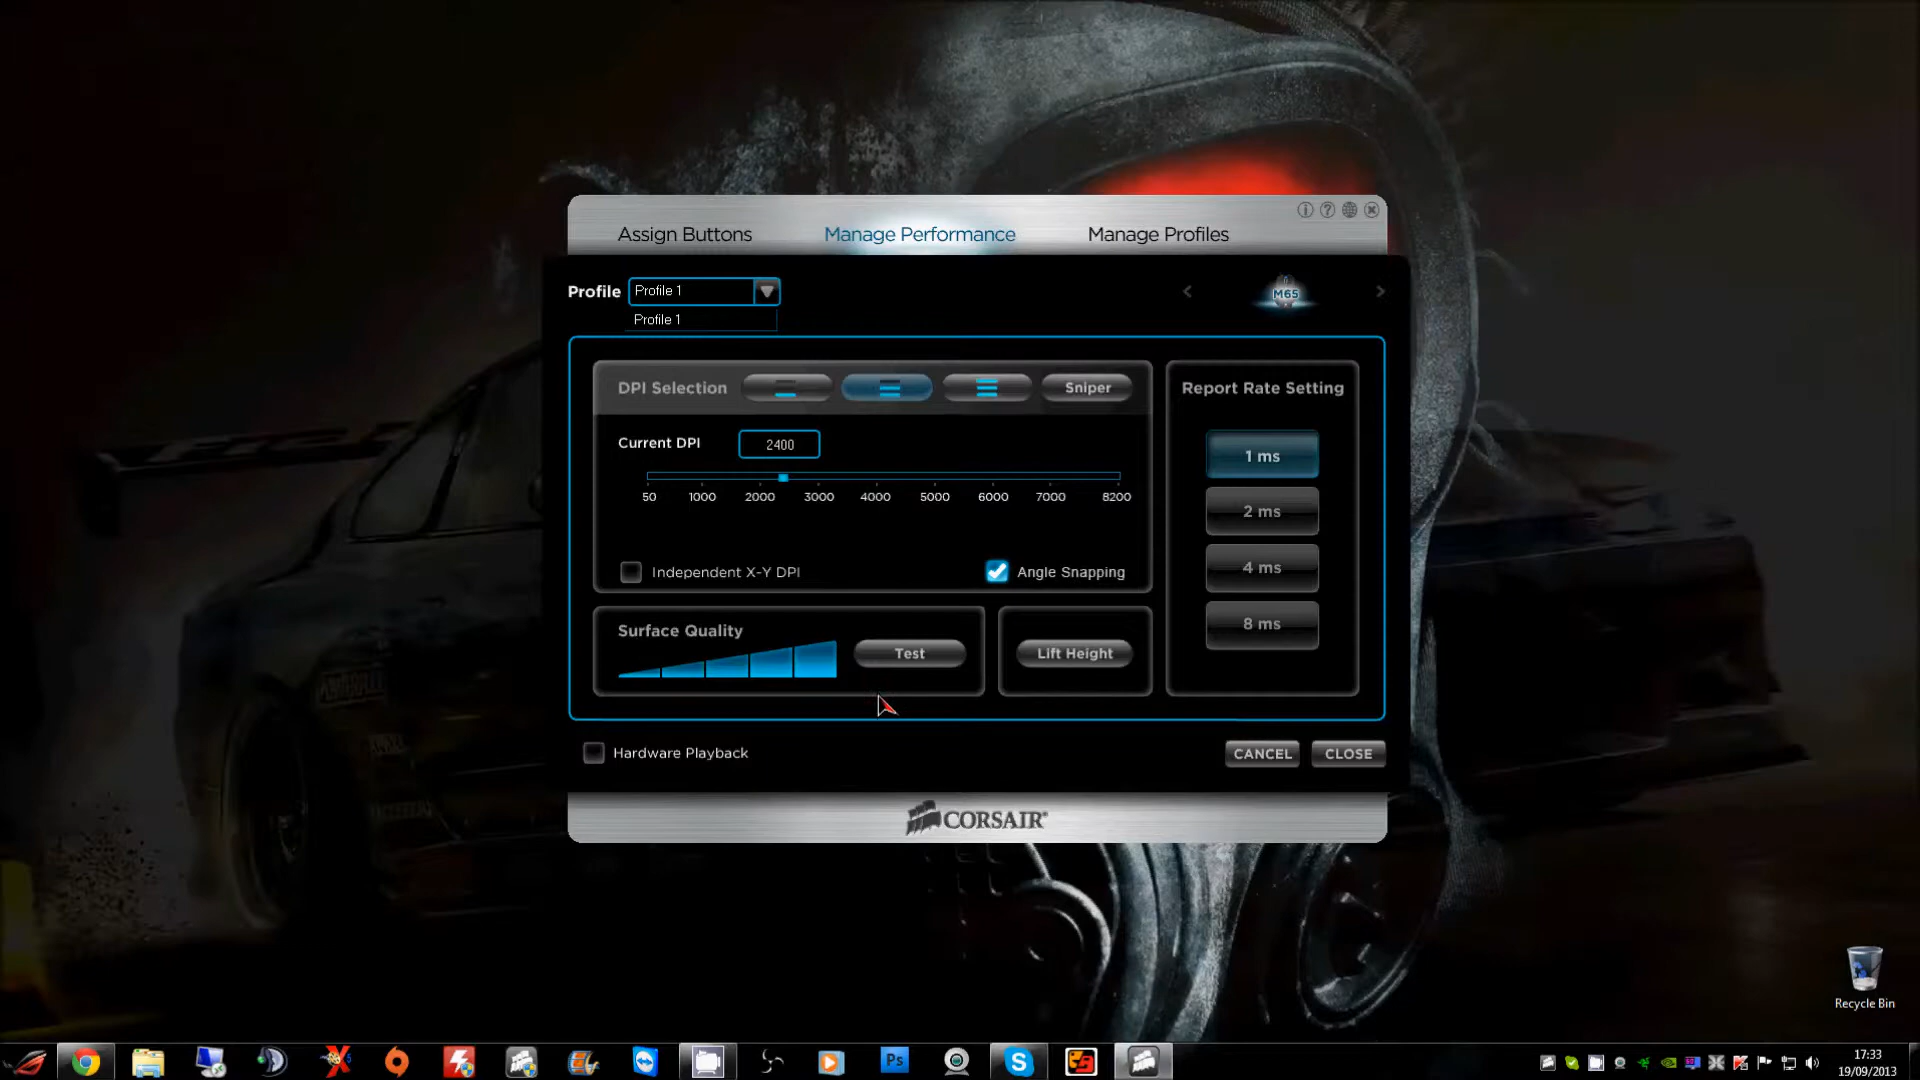 Assign Buttons
Manage Performance
Manage Profiles
Profile
Profile 1
M65
Profile 1
DPI Selection
Sniper
Report Rate Setting
Current DPI
2400
1 ms
50 1000 2000 3000 4000 5000 6000 7000 8200
2 ms
4 ms
Independent X-Y DPI
Angle Snapping
Surface Quality
8 ms
Test
Lift Height
Hardware Playback
CANCEL
CLOSE
CORSAIR
Recycle Bin
Ps
17:33
19/09/2013